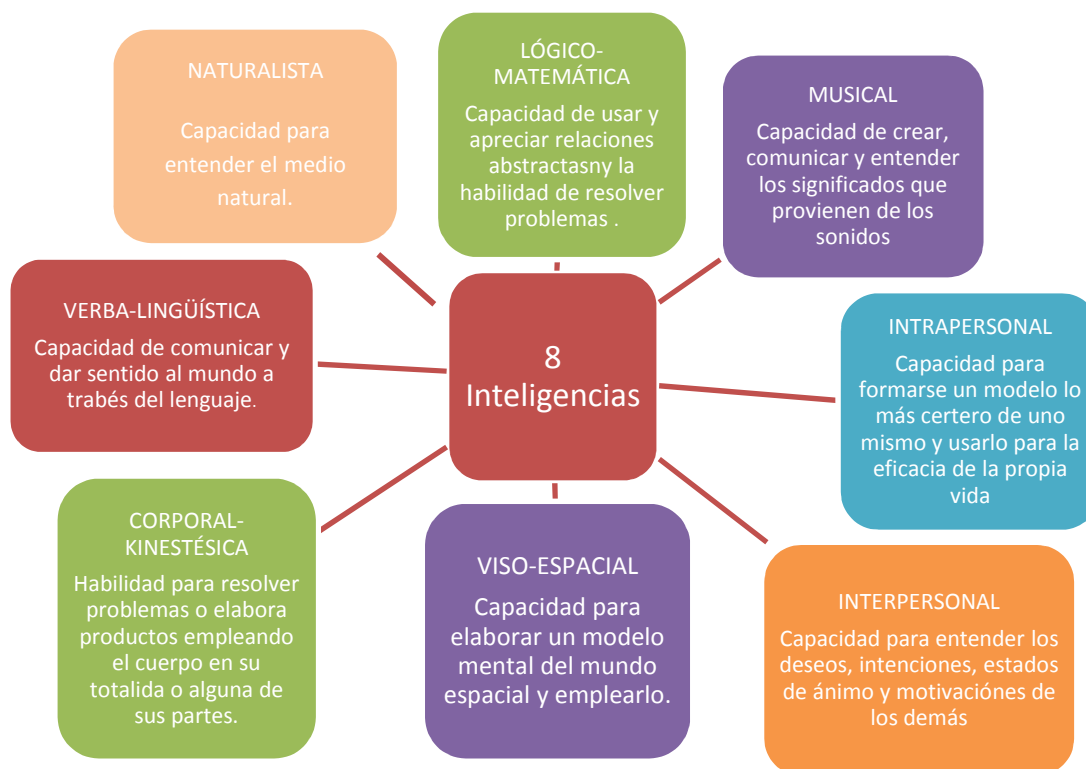 NATURALISTA
Capacidad para
entender el medio
natural.
LÓGICO-
MATEMÁTICA
Capacidad de usar y
apreciar relaciones
abstractasny la
habilidad de resolver
problemas .
MUSICAL
Capacidad de crear,
comunicar y entender
los significados que
provienen de los
sonidos
VERBA-LINGÜÍSTICA
Capacidad de comunicar y
dar sentido al mundo a
trabés del lenguaje.
8
Inteligencias
INTRAPERSONAL
Capacidad para
formarse un modelo lo
más certero de uno
mismo y usarlo para la
eficacia de la propia
vida
CORPORAL-
KINESTÉSICA
Habilidad para resolver
problemas o elabora
productos empleando
el cuerpo en su
totalida o alguna de
sus partes.
VISO-ESPACIAL
Capacidad para
elaborar un modelo
mental del mundo
espacial y emplearlo.
INTERPERSONAL
Capacidad para entender los
deseos, intenciones, estados
de ánimo y motivaciónes de
los demás